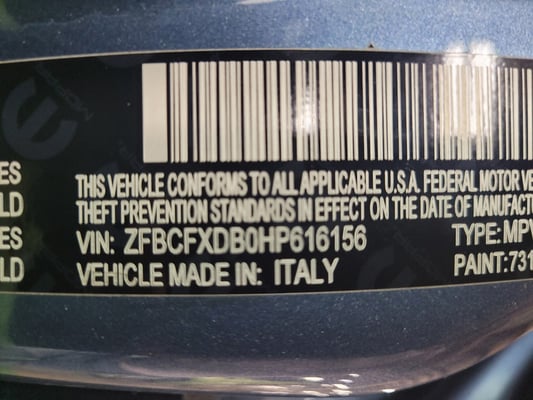 ES
THIS VEHICLE CONFORMS TO ALL APPLICABLE U.S.A. FEDERAL MOTOR VE
LD
THEFT PREVENTION STANDARDS IN EFFECT ON THE DATE OF MANUFACTU
ES
VIN: ZFBCFXDB0HP616156 TYPE: MPV
LD
VEHICLE MADE IN: ITALY PAINT: 731